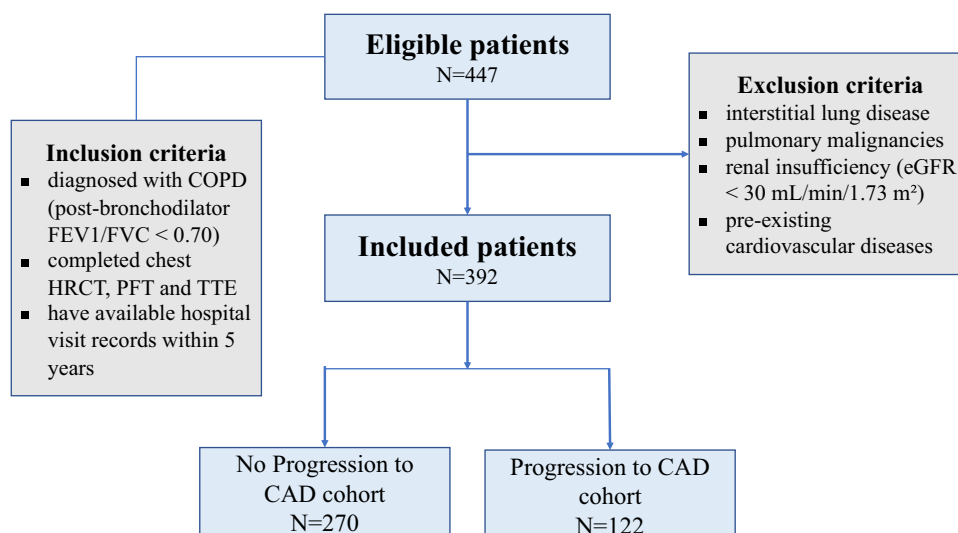 Eligible patients
N=447
Inclusion criteria
▪ diagnosed with COPD
(post-bronchodilator
FEV1/FVC < 0.70)
▪ completed chest
HRCT, PFT and TTE
▪ have available hospital
visit records within 5
years
Exclusion criteria
▪ interstitial lung disease
▪ pulmonary malignancies
▪ renal insufficiency (eGFR
< 30 mL/min/1.73 m²)
▪ pre-existing
cardiovascular diseases
Included patients
N=392
No Progression to
CAD cohort
N=270
Progression to CAD
cohort
N=122